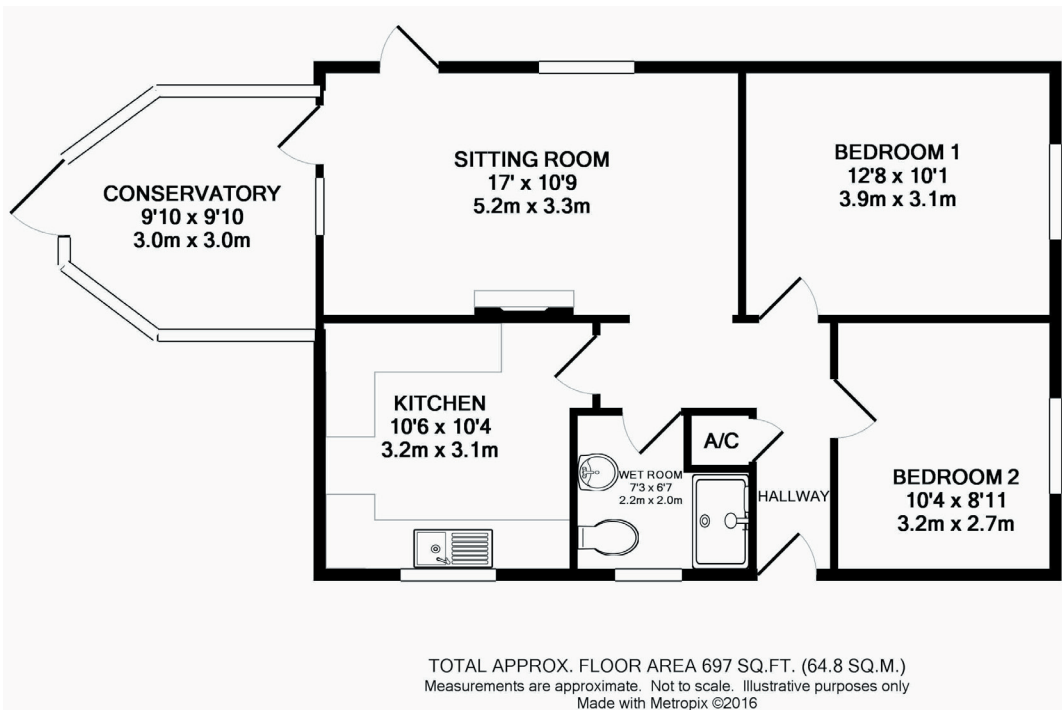 CONSERVATORY
9'10 x 9'10
3.0m x 3.0m
SITTING ROOM
17' x 10'9
5.2m x 3.3m
BEDROOM 1
12'8 x 10'1
3.9m x 3.1m
KITCHEN
10'6 x 10'4
3.2m x 3.1m
A/C
WET ROOM
7'3 x 6'7
2.2m x 2.0m
HALLWAY
BEDROOM 2
10'4 x 8'11
3.2m x 2.7m
TOTAL APPROX. FLOOR AREA 697 SQ.FT. (64.8 SQ.M.)
Measurements are approximate. Not to scale. Illustrative purposes only
Made with Metropix ©2016